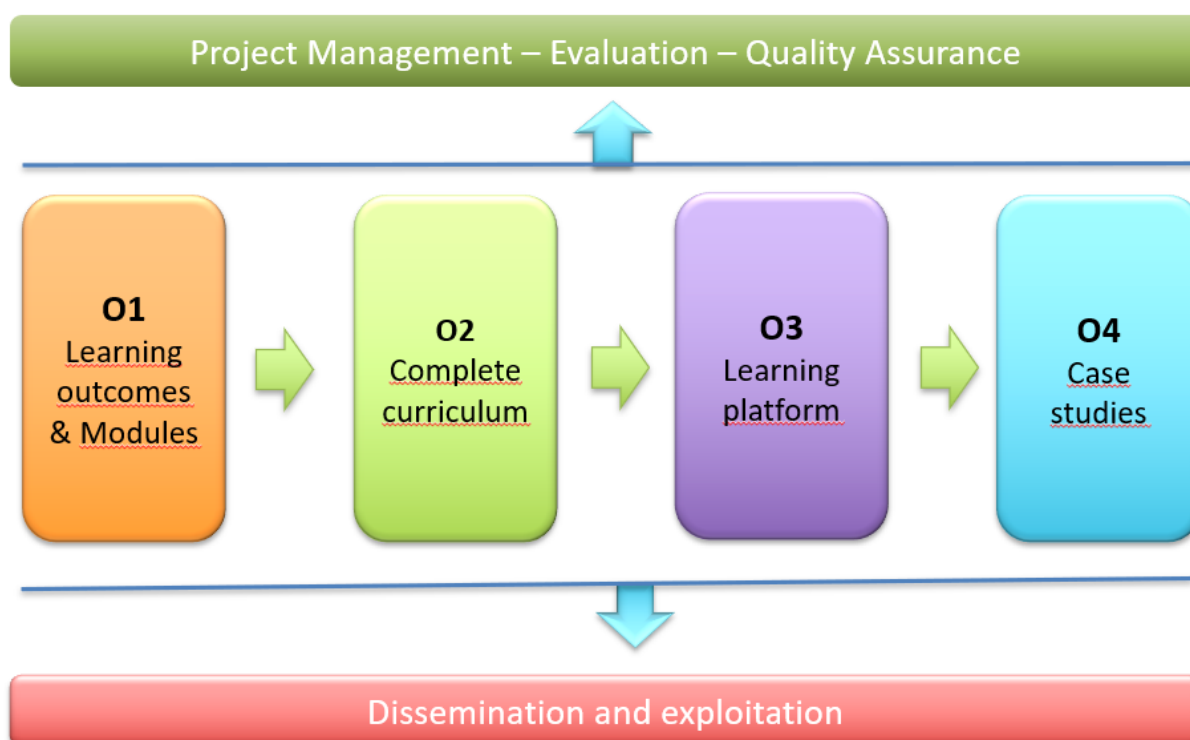 Project Management – Evaluation – Quality Assurance
O1
Learning
outcomes
& Modules
O2
Complete
curriculum
O3
Learning
platform
O4
Case
studies
Dissemination and exploitation